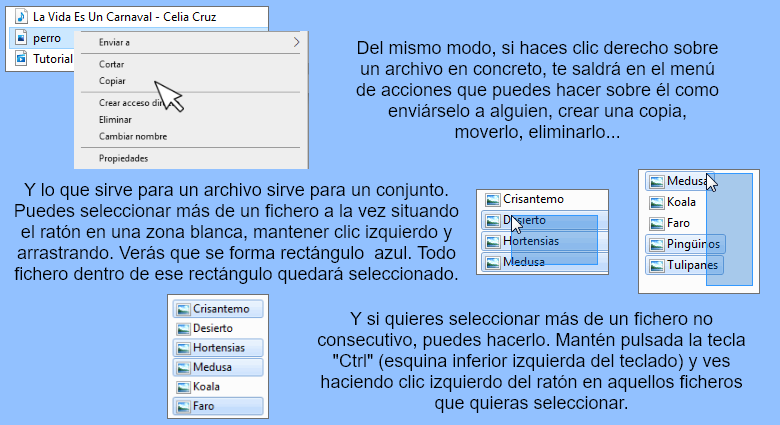 La Vida Es Un Carnaval - Celia Cruz
perro
Tutorial
Enviar a
Cortar
Copiar
Crear acceso dir
Eliminar
Cambiar nombre
Propiedades
Del mismo modo, si haces clic derecho sobre
un archivo en concreto, te saldrá en el menú
de acciones que puedes hacer sobre él como
enviárselo a alguien, crear una copia,
moverlo, eliminarlo...
Y lo que sirve para un archivo sirve para un conjunto.
Puedes seleccionar más de un fichero a la vez situando
el ratón en una zona blanca, mantener clic izquierdo y
arrastrando. Verás que se forma rectángulo azul. Todo
fichero dentro de ese rectángulo quedará seleccionado.
Crisantemo
Desierto
Hortensias
Medusa
Medusa
Koala
Faro
Pingüinos
Tulipanes
Crisantemo
Desierto
Hortensias
Medusa
Koala
Faro
Y si quieres seleccionar más de un fichero no
consecutivo, puedes hacerlo. Mantén pulsada la tecla
"Ctrl" (esquina inferior izquierda del teclado) y ves
haciendo clic izquierdo del ratón en aquellos ficheros
que quieras seleccionar.